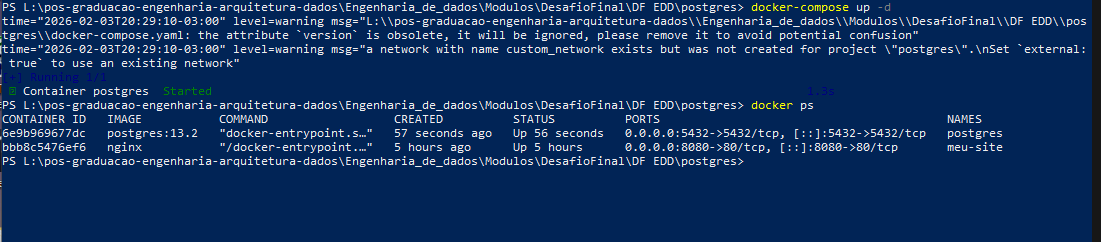 PS L:\pos-graduacao-engenharia-arquitetura-dados\Engenharia_de_dados\Modulos\DesafioFinal\DF EDD\postgres> docker-compose up -d
time="2026-02-03T20:29:10-03:00" level=warning msg="L:\\pos-graduacao-engenharia-arquitetura-dados\\Engenharia_de_dados\\Modulos\\DesafioFinal\\DF EDD\\pos
tgres\\docker-compose.yaml: the attribute `version` is obsolete, it will be ignored, please remove it to avoid potential confusion"
time="2026-02-03T20:29:10-03:00" level=warning msg="a network with name custom_network exists but was not created for project \"postgres\".\nSet `external:
 true` to use an existing network"
[+] Running 1/1
Container postgres  Started 1.3s
PS L:\pos-graduacao-engenharia-arquitetura-dados\Engenharia_de_dados\Modulos\DesafioFinal\DF EDD\postgres> docker ps
CONTAINER ID   IMAGE           COMMAND                  CREATED          STATUS          PORTS                                         NAMES
6e9b969677dc   postgres:13.2   "docker-entrypoint.s…"   57 seconds ago   Up 56 seconds   0.0.0.0:5432->5432/tcp, [::]:5432->5432/tcp   postgres
bbb8c5476ef6   nginx           "/docker-entrypoint.…"   5 hours ago      Up 5 hours      0.0.0.0:8080->80/tcp, [::]:8080->80/tcp       meu-site
PS L:\pos-graduacao-engenharia-arquitetura-dados\Engenharia_de_dados\Modulos\DesafioFinal\DF EDD\postgres>